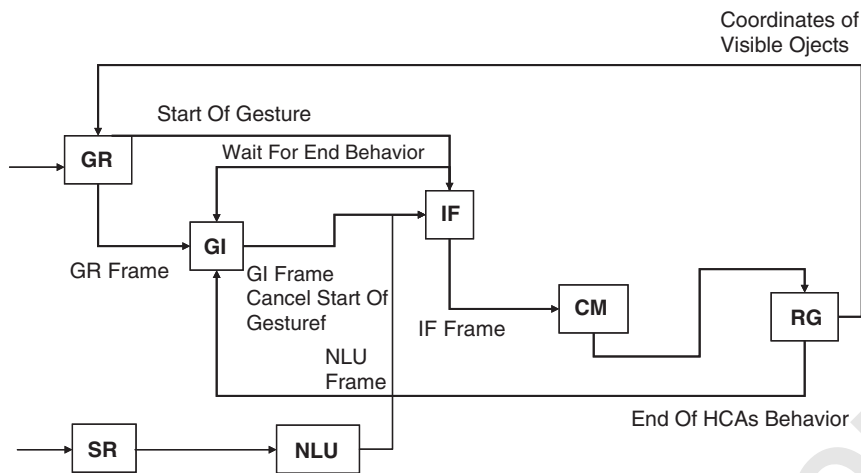 Coordinates of
Visible Ojects
Start Of Gesture
GR
Wait For End Behavior
IF
GI
GR Frame
GI Frame
Cancel Start Of
Gesturef
CM
RG
IF Frame
NLU
Frame
End Of HCAs Behavior
SR
NLU